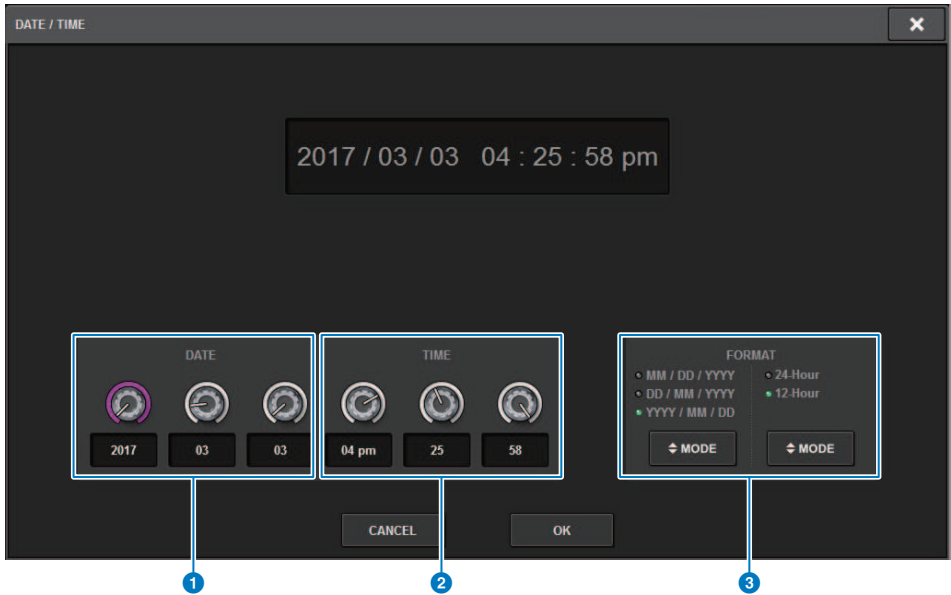 DATE / TIME
2017 / 03 / 03 04 : 25 : 58 pm
DATE
2017 03 03
TIME
04 pm 25 58
FORMAT
MM / DD / YYYY
DD / MM / YYYY
YYYY / MM / DD
MODE
24-Hour
12-Hour
MODE
CANCEL OK
1 2 3